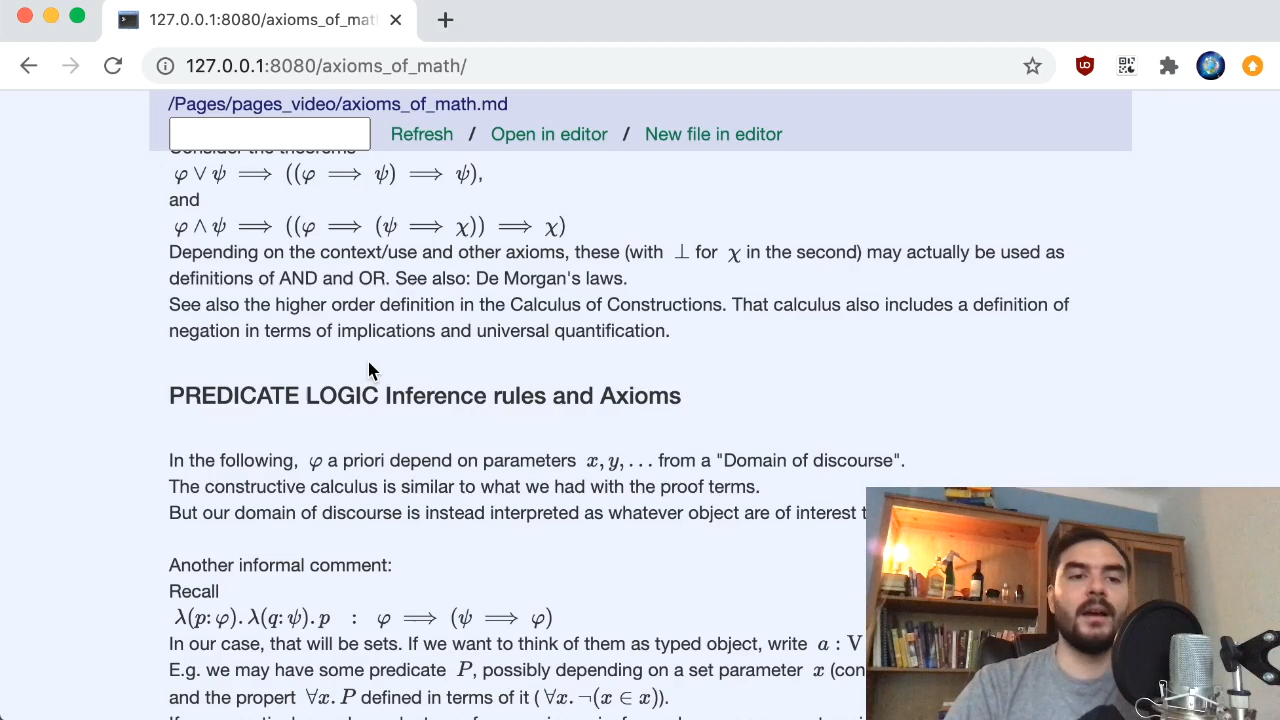 127.0.0.1:8080/axioms_of_mat
127.0.0.1:8080/axioms_of_math/
/Pages/pages_video/axioms_of_math.md
Refresh / Open in editor / New file in editor
Consider the theorems
φ ∨ ψ ⟹ ((φ ⟹ ψ) ⟹ ψ),
and
φ ∧ ψ ⟹ ((φ ⟹ (ψ ⟹ χ)) ⟹ χ)
Depending on the context/use and other axioms, these (with ⊥ for χ in the second) may actually be used as
definitions of AND and OR. See also: De Morgan's laws.
See also the higher order definition in the Calculus of Constructions. That calculus also includes a definition of
negation in terms of implications and universal quantification.
PREDICATE LOGIC Inference rules and Axioms
In the following, φ a priori depend on parameters x, y, … from a "Domain of discourse".
The constructive calculus is similar to what we had with the proof terms.
But our domain of discourse is instead interpreted as whatever object are of interest t
Another informal comment:
Recall
λ(p:φ). λ(q:ψ). p : φ ⟹ (ψ ⟹ φ)
In our case, that will be sets. If we want to think of them as typed object, write a : V
E.g. we may have some predicate P, possibly depending on a set parameter x (con
and the propert ∀x. P defined in terms of it ( ∀x. ¬(x ∈ x)).